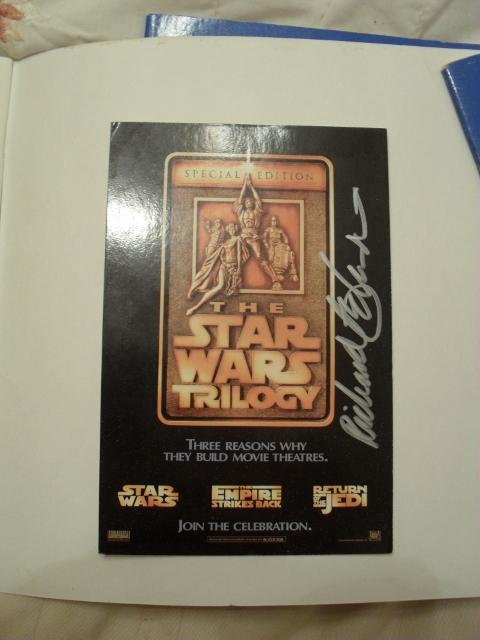 SPECIAL EDITION
THE
STAR
WARS
TRILOGY
THREE REASONS WHY
THEY BUILD MOVIE THEATRES.
STAR
WARS
THE
EMPIRE
STRIKES BACK
RETURN
OF THE
JEDI
JOIN THE CELEBRATION.
Richard